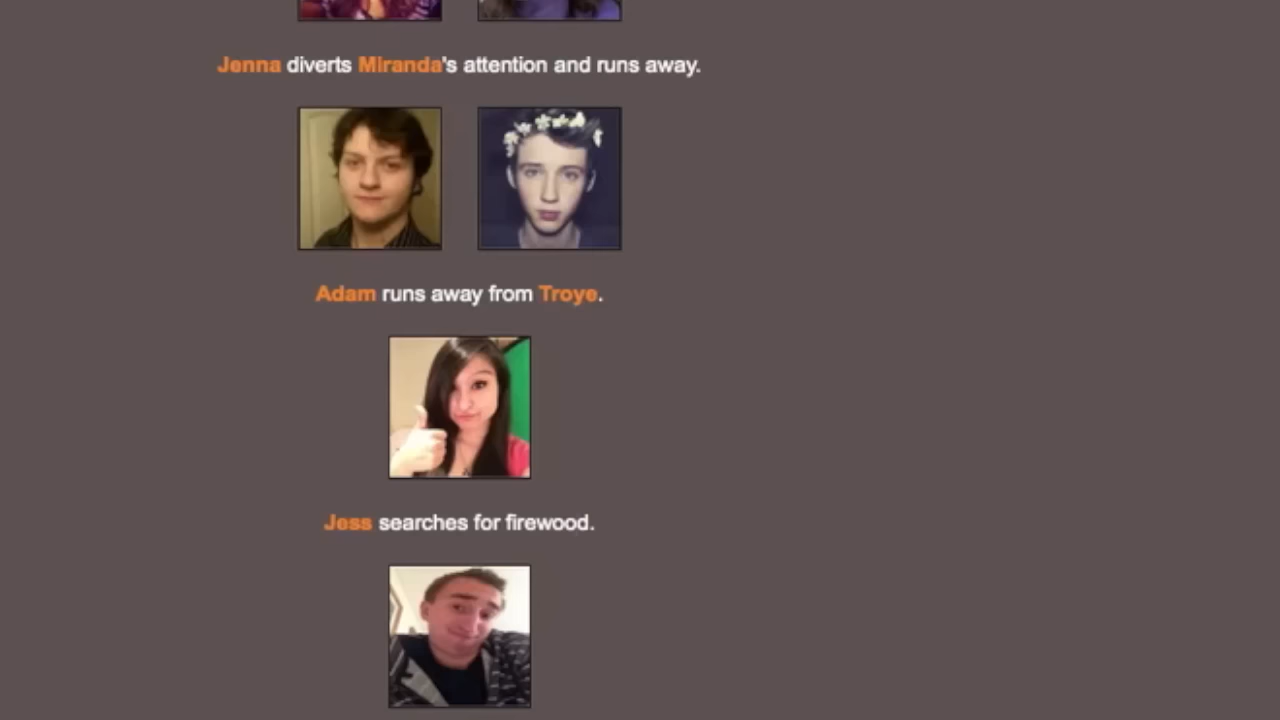 Jenna diverts Miranda's attention and runs away.
Adam runs away from Troye.
Jess searches for firewood.